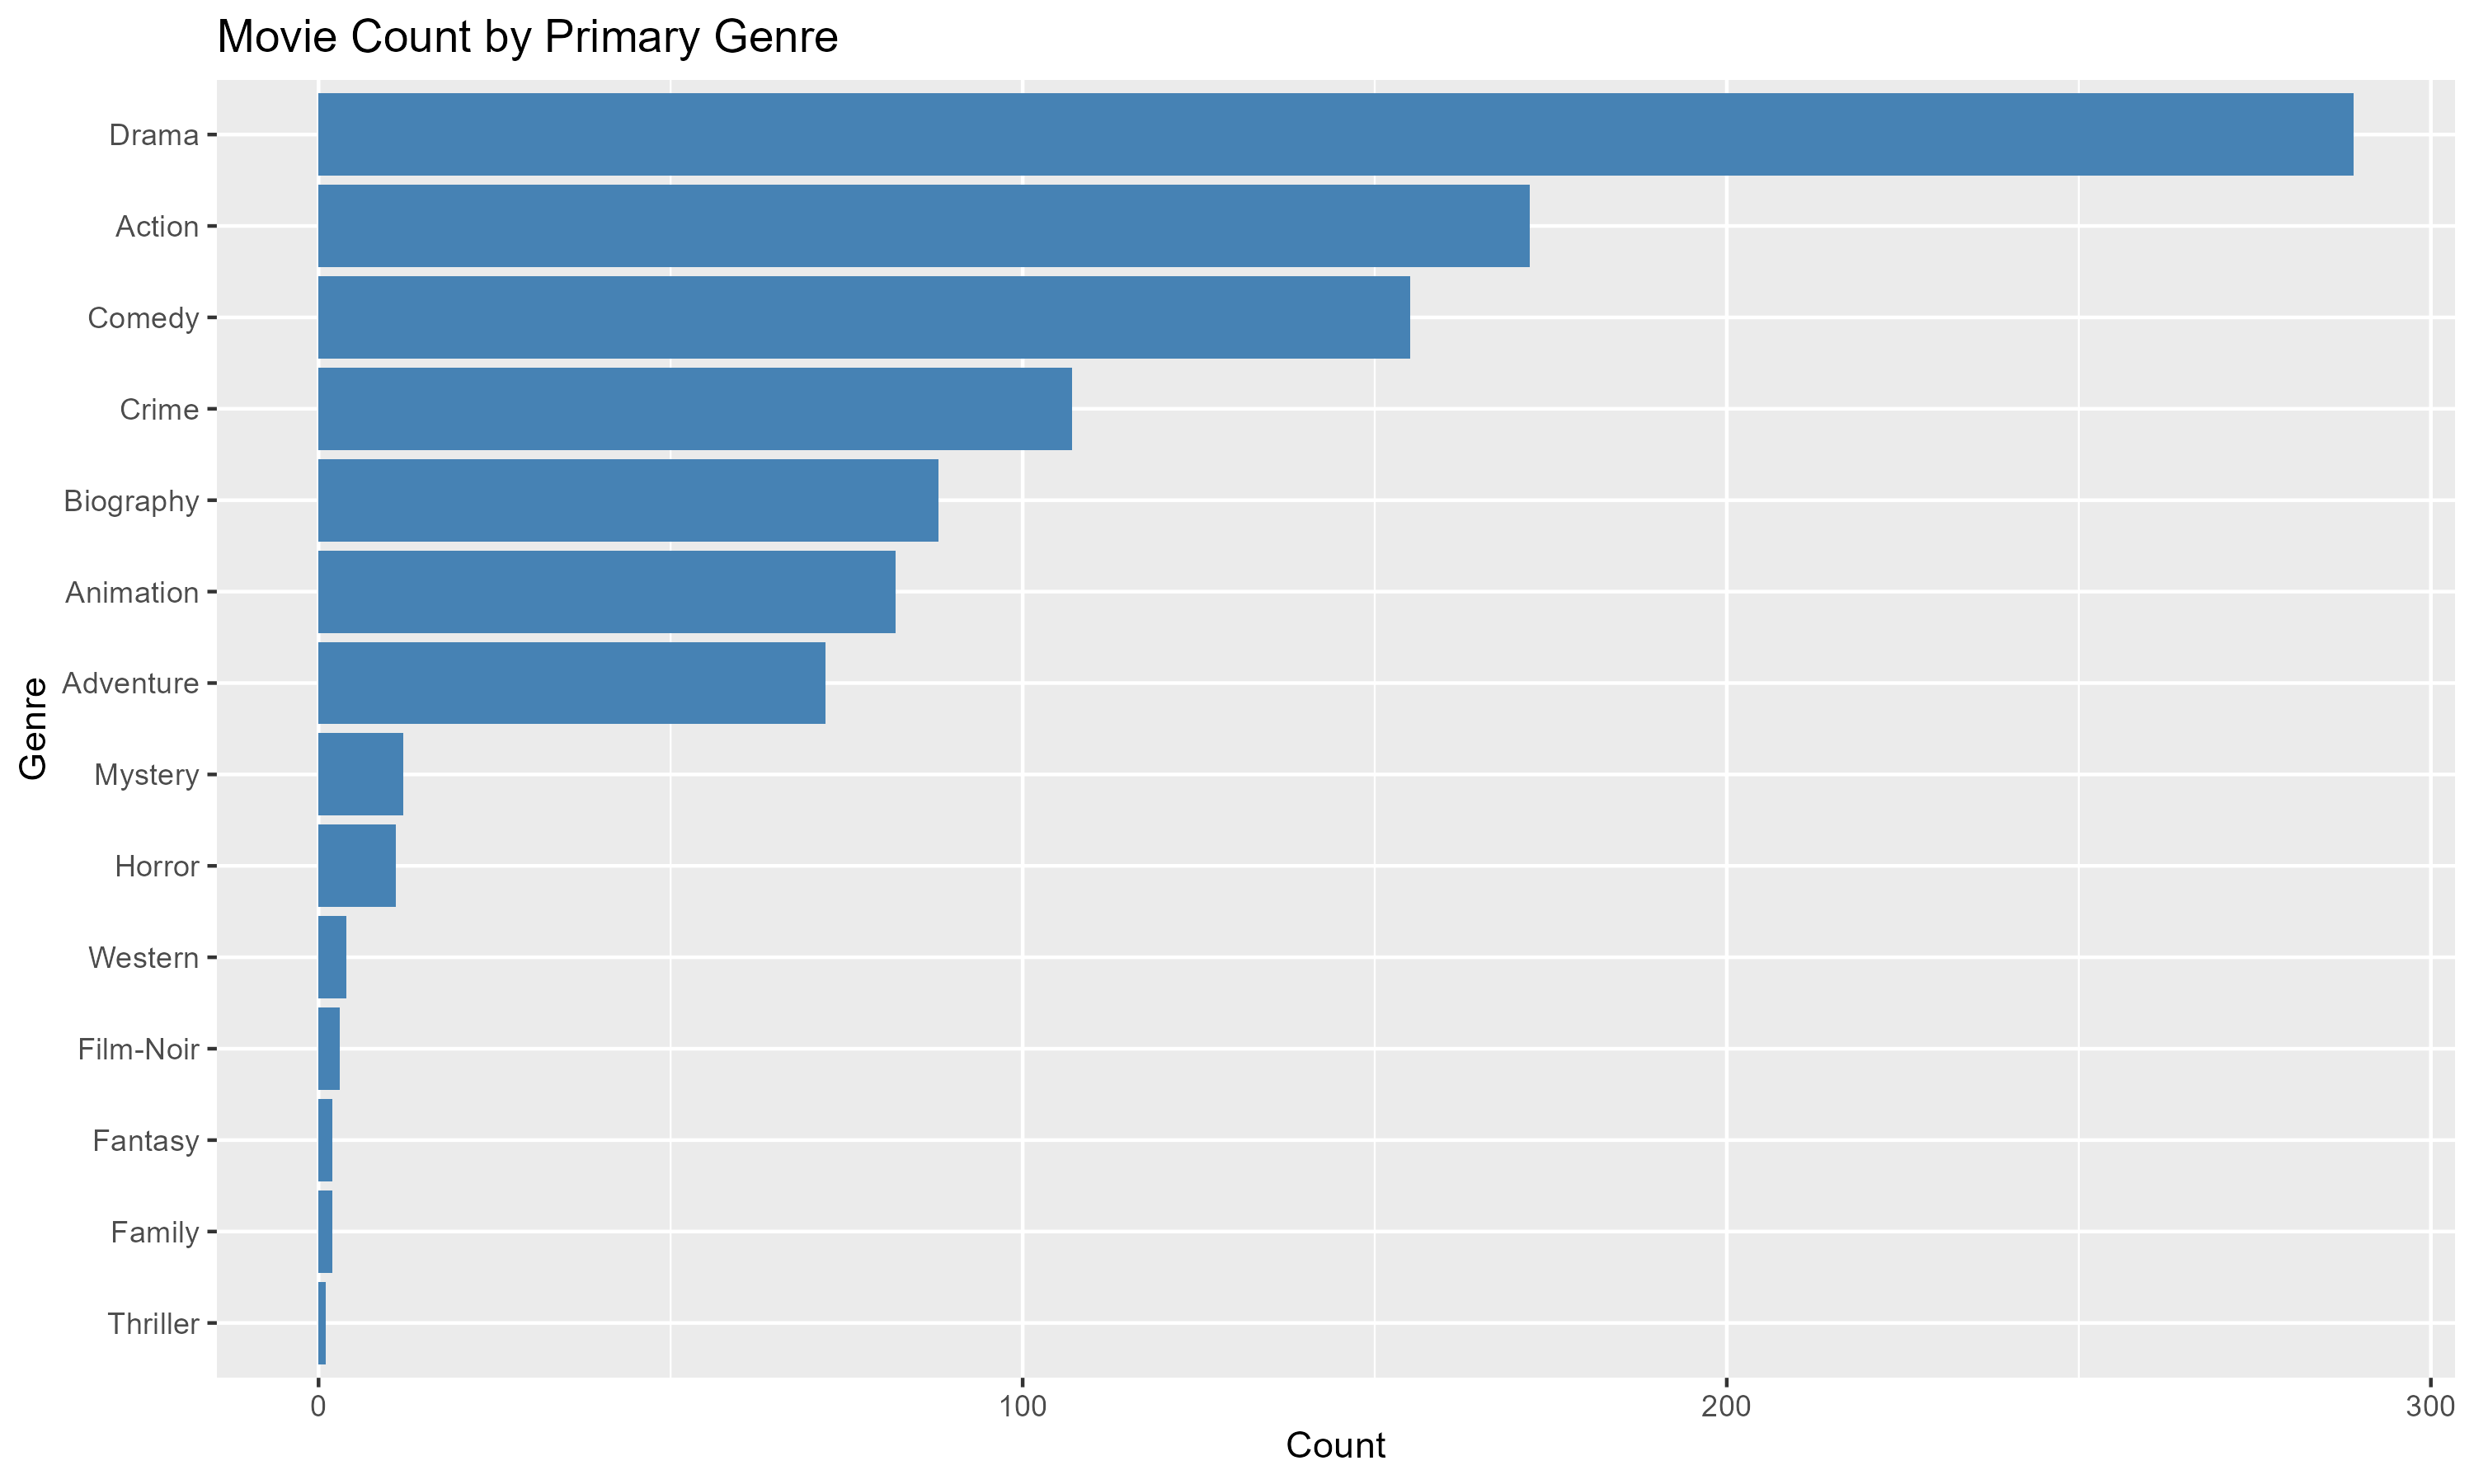 Movie Count by Primary Genre
Drama
Action
Comedy
Crime
Biography
Animation
Adventure
Mystery
Horror
Western
Film-Noir
Fantasy
Family
Thriller
Genre
0 100 200 300
Count